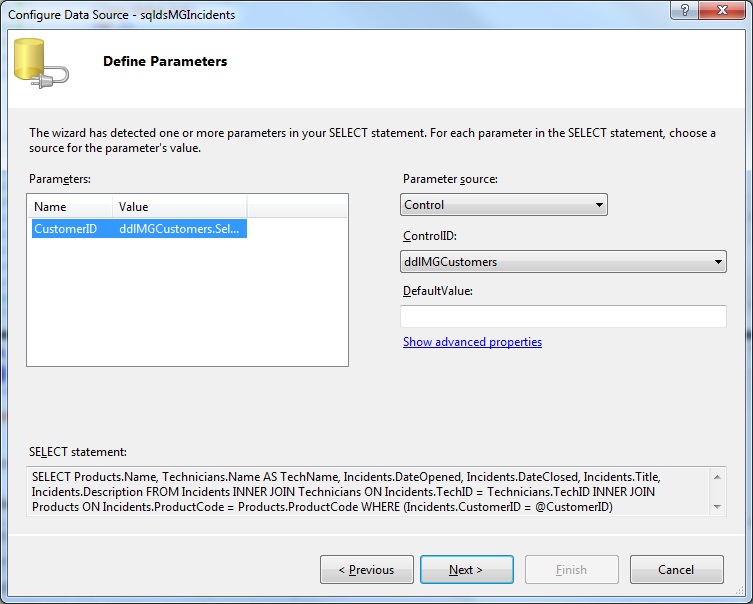 Configure Data Source - sqldsMGIncidents
?
Define Parameters
The wizard has detected one or more parameters in your SELECT statement. For each parameter in the SELECT statement, choose a
source for the parameter's value.
Parameters:
Name Value
CustomerID ddlMGCustomers.Sel...
Parameter source:
Control
ControlID:
ddlMGCustomers
DefaultValue:
Show advanced properties
SELECT statement:
SELECT Products.Name, Technicians.Name AS TechName, Incidents.DateOpened, Incidents.DateClosed, Incidents.Title,
Incidents.Description FROM Incidents INNER JOIN Technicians ON Incidents.TechID = Technicians.TechID INNER JOIN
Products ON Incidents.ProductCode = Products.ProductCode WHERE (Incidents.CustomerID = @CustomerID)
< Previous
Next >
Finish
Cancel